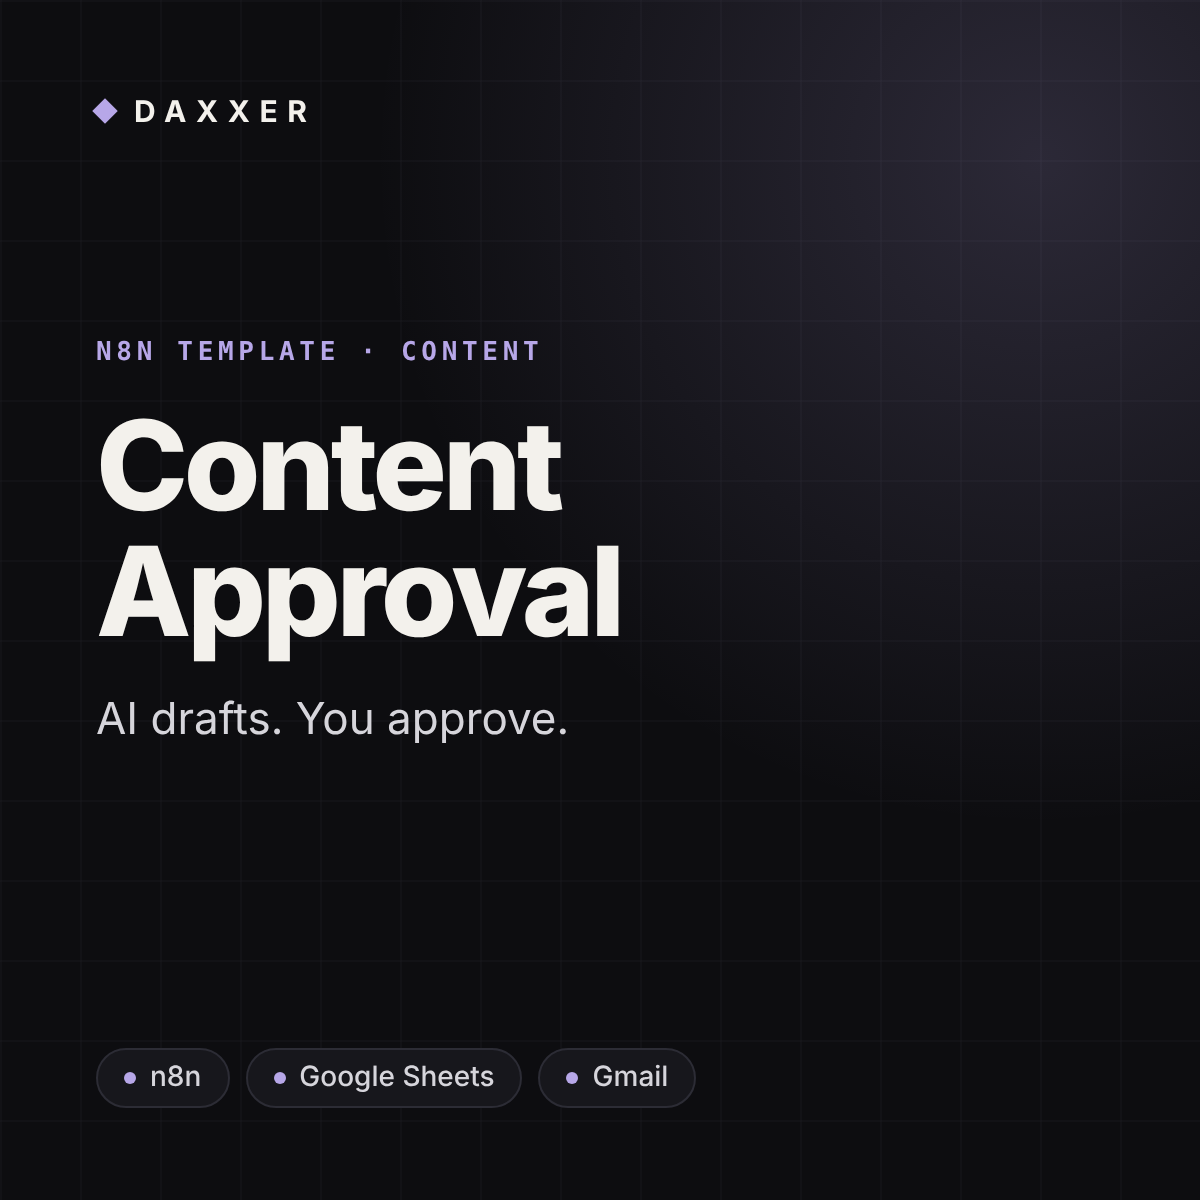 DAXXER
N8N TEMPLATE · CONTENT
Content
Approval
AI drafts. You approve.
n8n
Google Sheets
Gmail